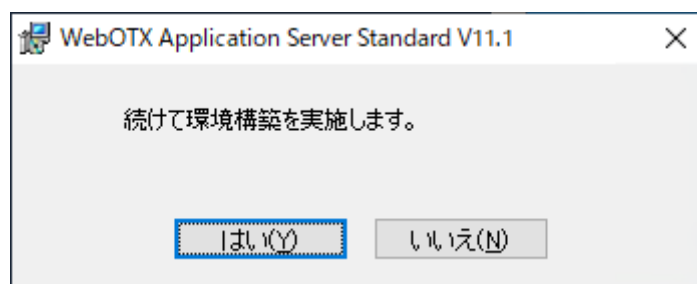 WebOTX Application Server Standard V11.1
続けて環境構築を実施します。
はい(Y) いいえ(N)